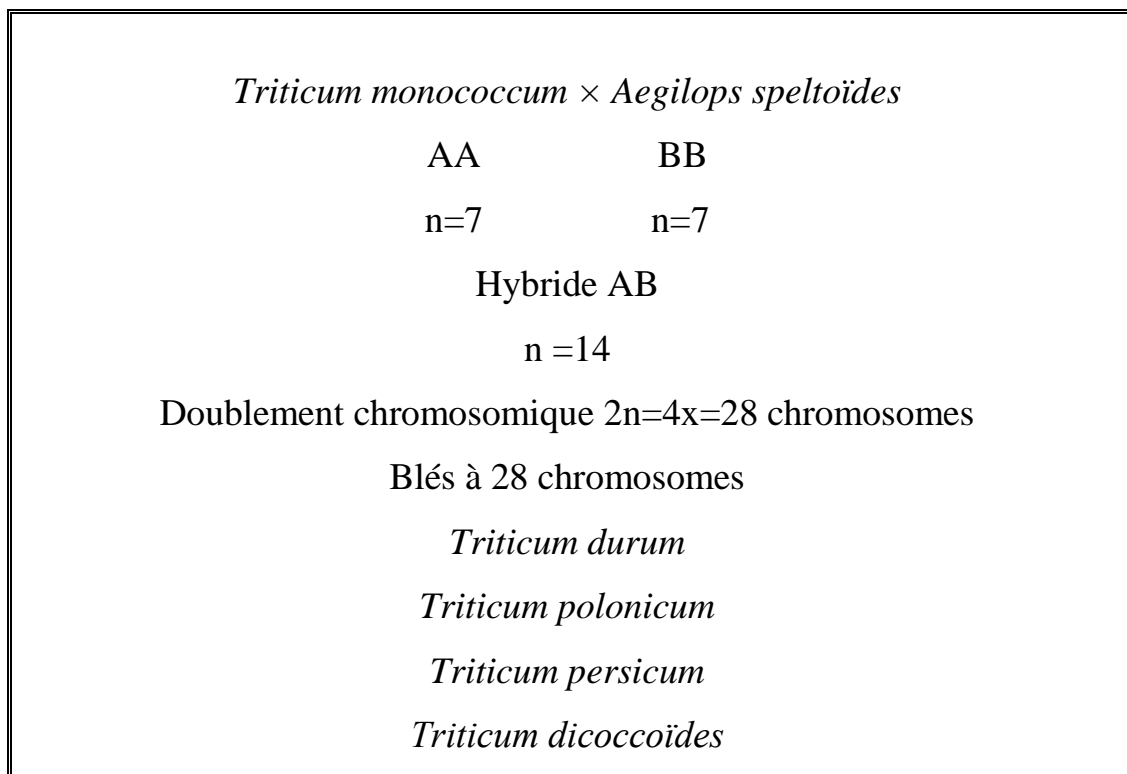 Triticum monococcum × Aegilops speltoïdes
AA BB
n=7 n=7
Hybride AB
n =14
Doublement chromosomique 2n=4x=28 chromosomes
Blés à 28 chromosomes
Triticum durum
Triticum polonicum
Triticum persicum
Triticum dicoccoïdes